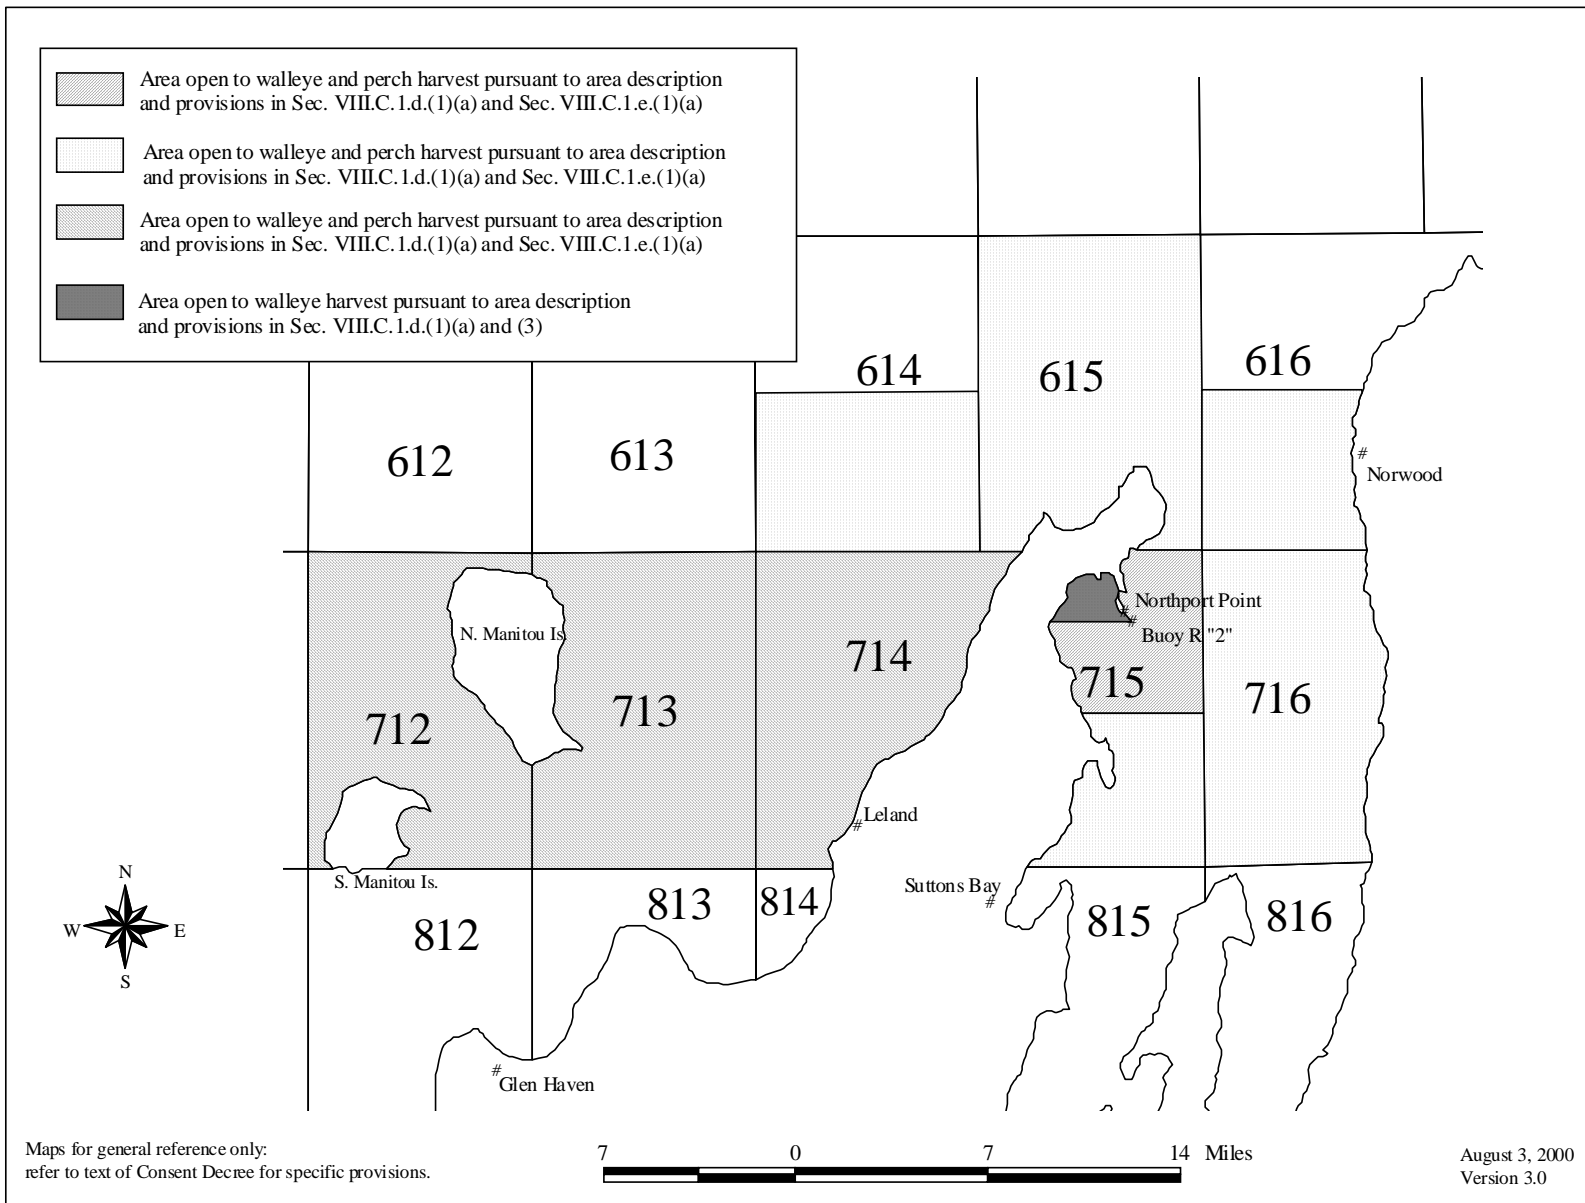 Area open to walleye and perch harvest pursuant to area description
and provisions in Sec. VIII.C.1.d.(1)(a) and Sec. VIII.C.1.e.(1)(a)
Area open to walleye and perch harvest pursuant to area description
and provisions in Sec. VIII.C.1.d.(1)(a) and Sec. VIII.C.1.e.(1)(a)
Area open to walleye and perch harvest pursuant to area description
and provisions in Sec. VIII.C.1.d.(1)(a) and Sec. VIII.C.1.e.(1)(a)
Area open to walleye harvest pursuant to area description
and provisions in Sec. VIII.C.1.d.(1)(a) and (3)
614
615
616
612
613
# Norwood
# Northport Point
# Buoy R "2"
N. Manitou Is.
714
715
716
713
712
# Leland
S. Manitou Is.
Suttons Bay #
813
814
815
816
812
# Glen Haven
N
W E
S
Maps for general reference only:
refer to text of Consent Decree for specific provisions.
7 0 7 14 Miles
August 3, 2000
Version 3.0